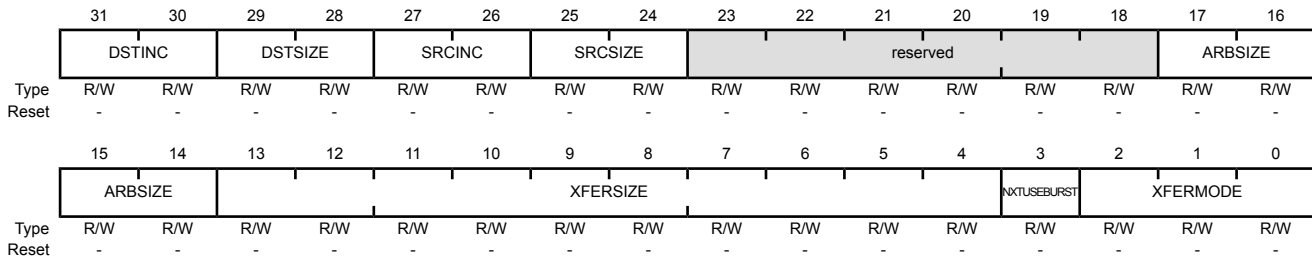 31 30 29 28 27 26 25 24 23 22 21 20 19 18 17 16
DSTINC DSTSIZE SRCINC SRCSIZE reserved ARBSIZE
Type R/W R/W R/W R/W R/W R/W R/W R/W R/W R/W R/W R/W R/W R/W R/W R/W
Reset - - - - - - - - - - - - - - - -
15 14 13 12 11 10 9 8 7 6 5 4 3 2 1 0
ARBSIZE XFERSIZE NXTUSEBURST XFERMODE
Type R/W R/W R/W R/W R/W R/W R/W R/W R/W R/W R/W R/W R/W R/W R/W R/W
Reset - - - - - - - - - - - - - - - -